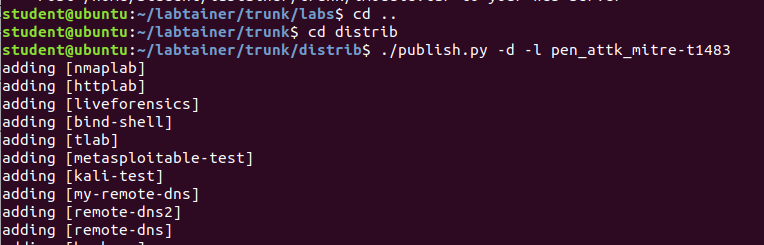 student@ubuntu:~/labtainer/trunk/labs$ cd ..
student@ubuntu:~/labtainer/trunk$ cd distrib
student@ubuntu:~/labtainer/trunk/distrib$ ./publish.py -d -l pen_attk_mitre-t1483
adding [nmaplab]
adding [httplab]
adding [liveforensics]
adding [bind-shell]
adding [tlab]
adding [metasploitable-test]
adding [kali-test]
adding [my-remote-dns]
adding [remote-dns2]
adding [remote-dns]